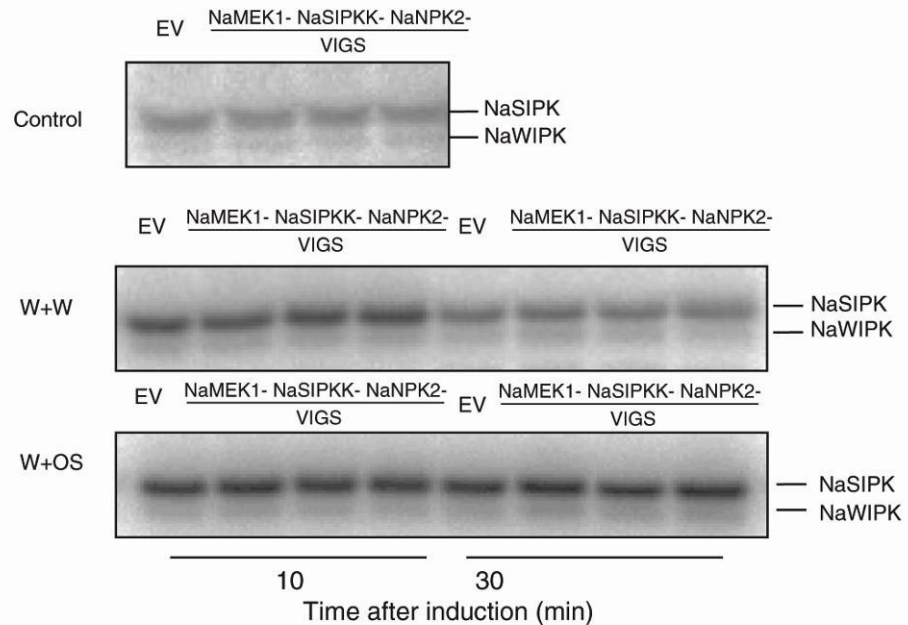 EV NaMEK1- NaSIPKK- NaNPK2-
VIGS
Control
NaSIPK
NaWIPK
EV NaMEK1- NaSIPKK- NaNPK2- EV NaMEK1- NaSIPKK- NaNPK2-
VIGS VIGS
W+W
NaSIPK
NaWIPK
EV NaMEK1- NaSIPKK- NaNPK2- EV NaMEK1- NaSIPKK- NaNPK2-
VIGS VIGS
W+OS
NaSIPK
NaWIPK
10 30
Time after induction (min)